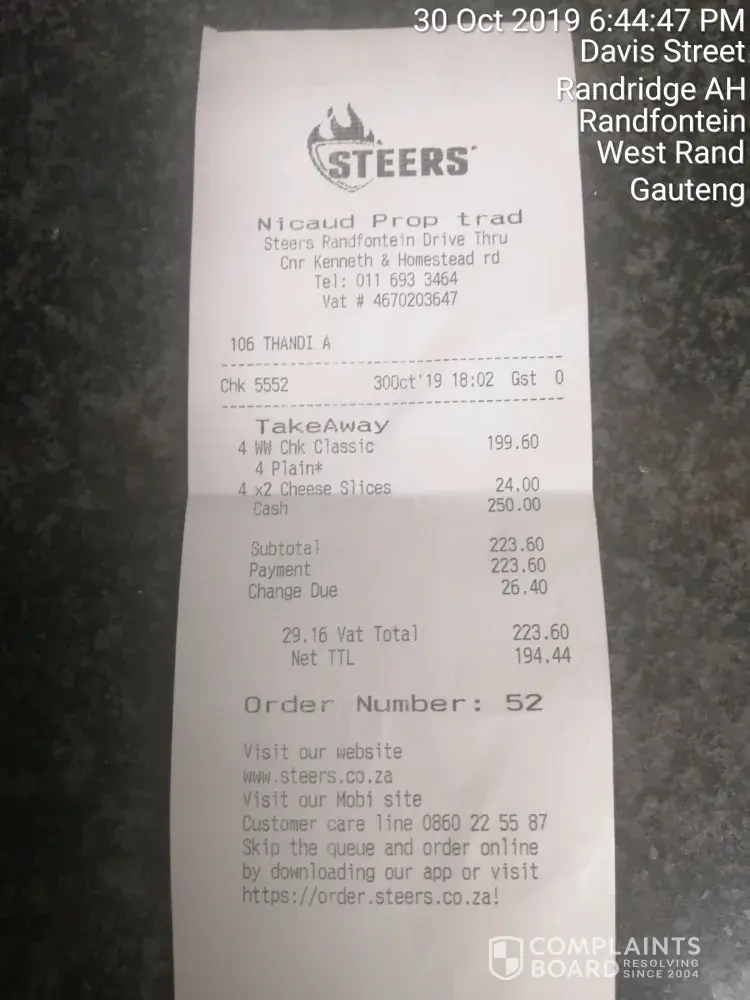 30 Oct 2019 6:44:47 PM
Davis Street
Randridge AH
Randfontein
West Rand
Gauteng
STEERS
Nicaud Prop trad
Steers Randfontein Drive Thru
Cnr Kenneth & Homestead rd
Tel: 011 693 3464
Vat # 4670203647
106 THANDI A
Chk 5552 30Oct'19 18:02 Gst 0
TakeAway
4 WW Chk Classic 199.60
4 Plain*
4 x2 Cheese Slices 24.00
Cash 250.00
Subtotal 223.60
Payment 223.60
Change Due 26.40
29.16 Vat Total 223.60
Net TTL 194.44
Order Number: 52
Visit our website
www.steers.co.za
Visit our Mobi site
Customer care line 0860 22 55 87
Skip the queue and order online
by downloading our app or visit
https://order.steers.co.za!
COMPLAINTS
BOARD RESOLVING
SINCE 2004